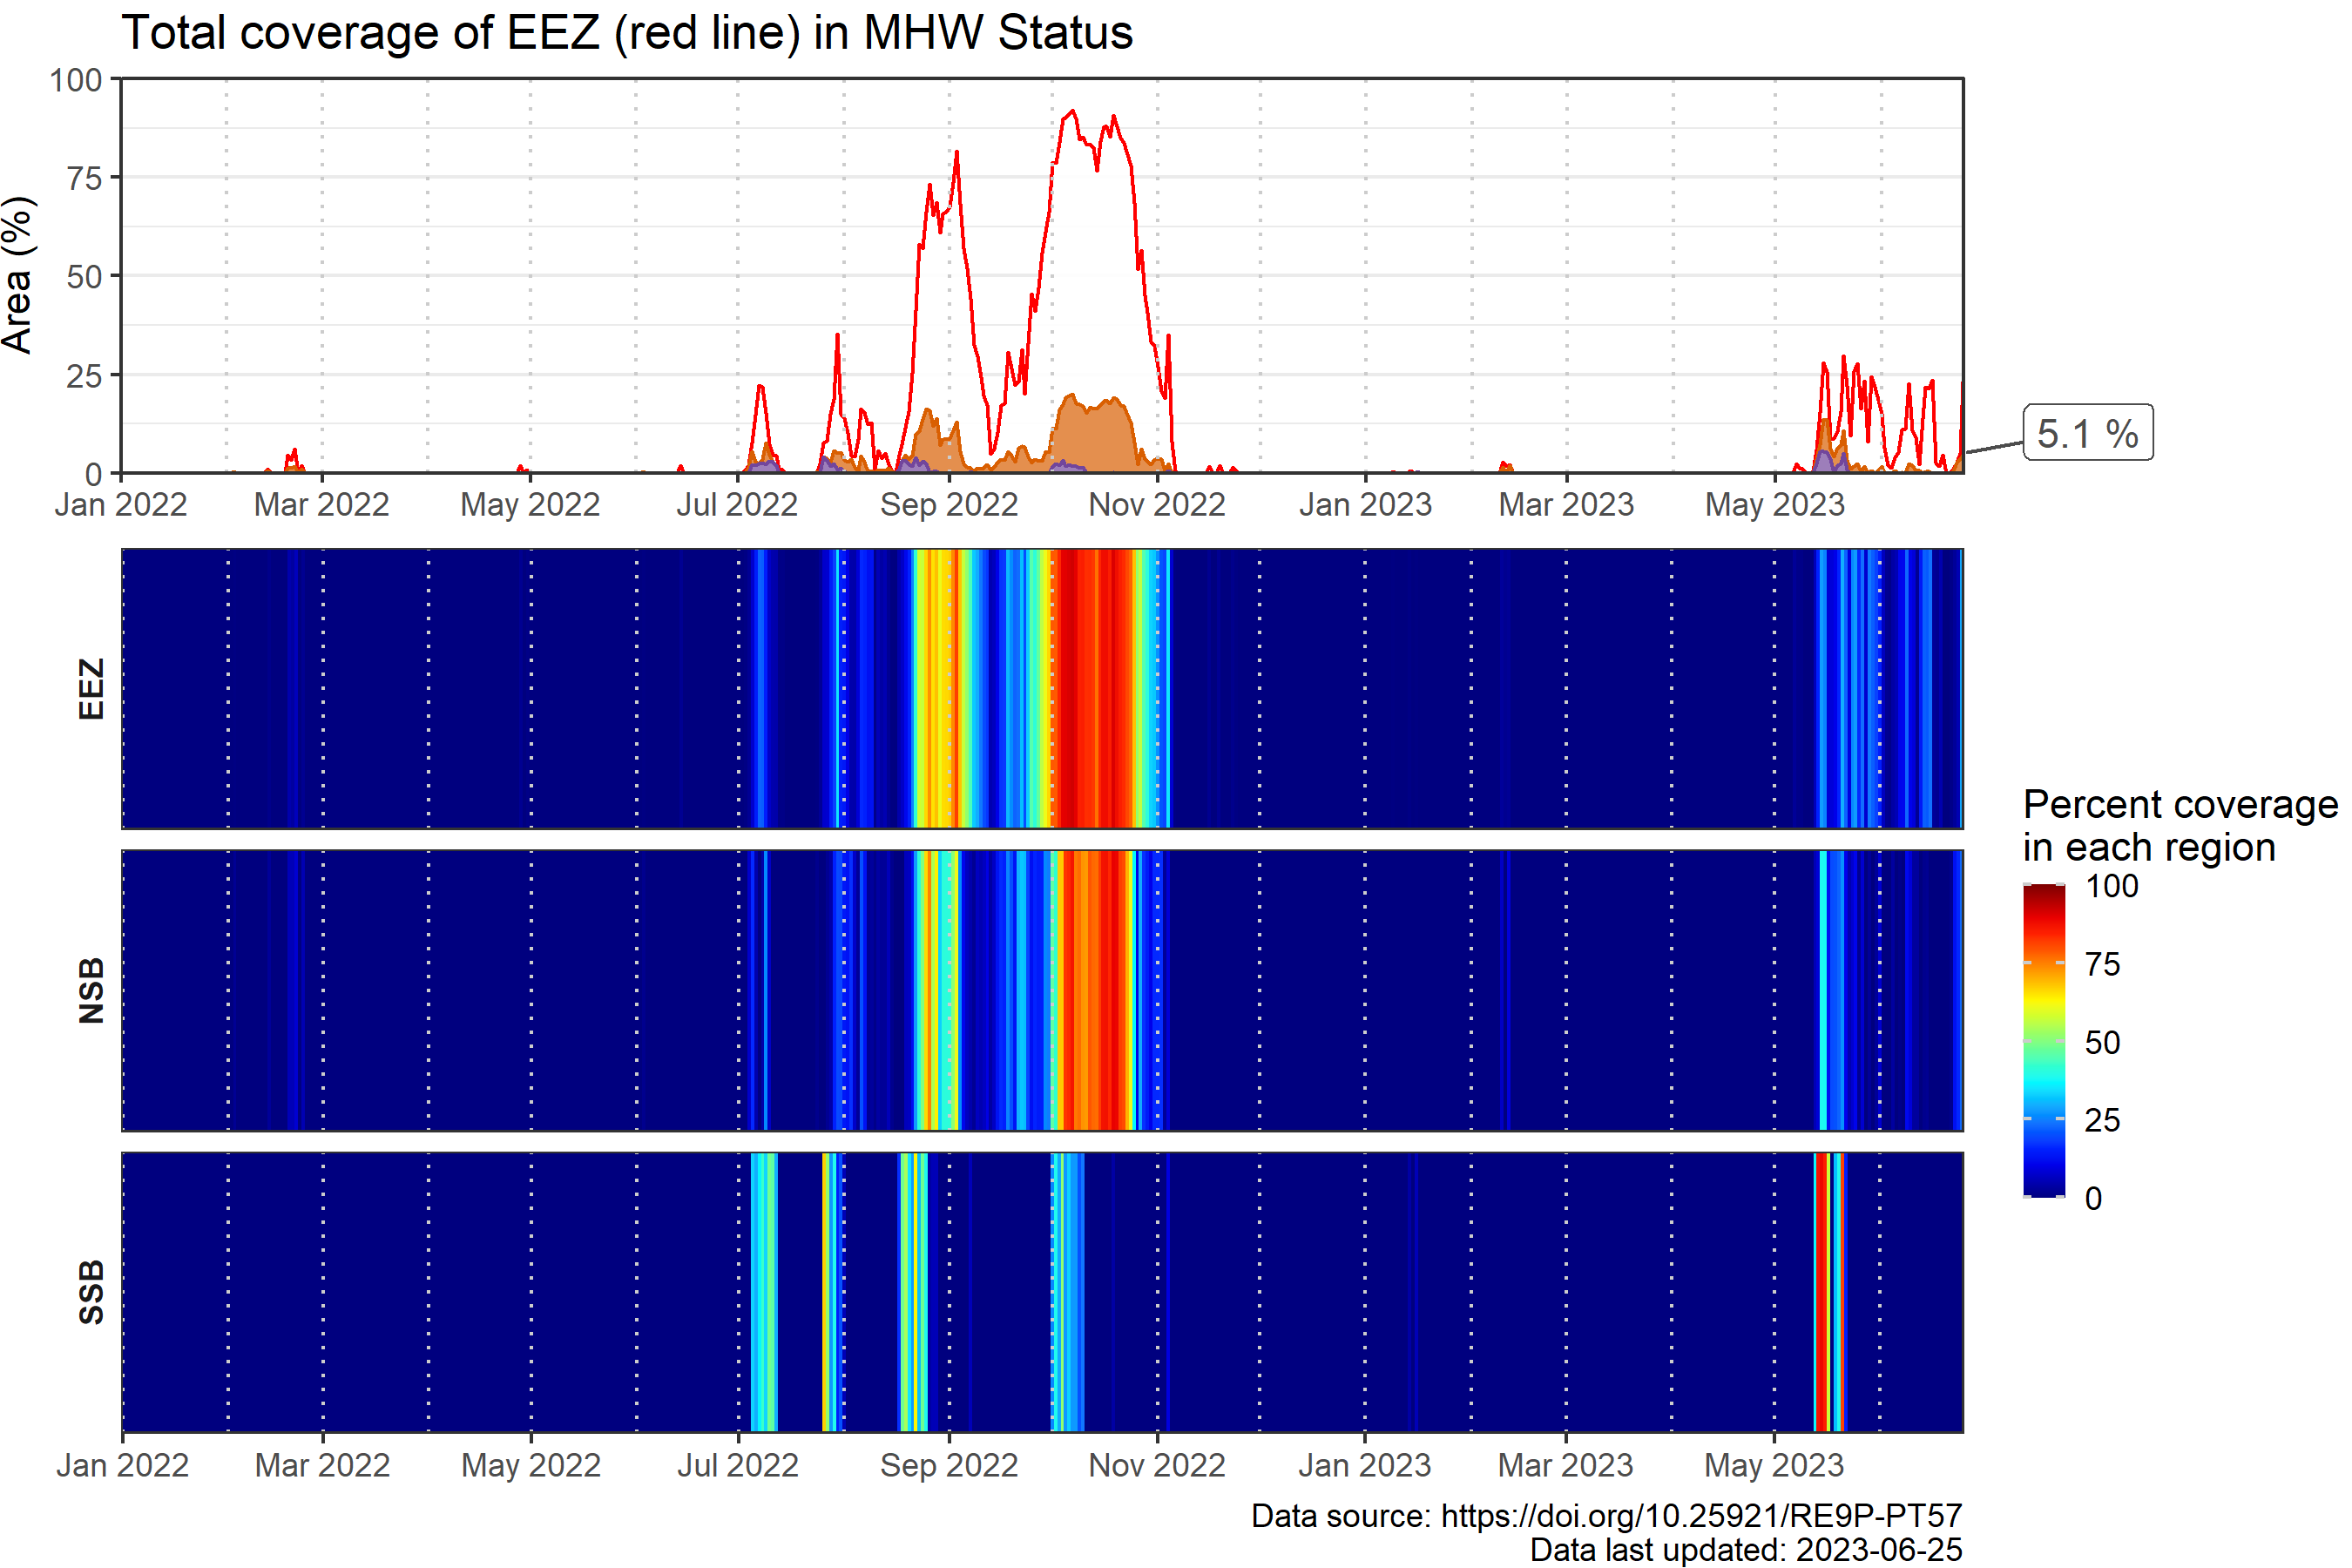 Total coverage of EEZ (red line) in MHW Status
Area (%)
100
75
50
25
0
Jan 2022 Mar 2022 May 2022 Jul 2022 Sep 2022 Nov 2022 Jan 2023 Mar 2023 May 2023
5.1 %
EEZ
NSB
SSB
Percent coverage
in each region
100
75
50
25
0
Jan 2022 Mar 2022 May 2022 Jul 2022 Sep 2022 Nov 2022 Jan 2023 Mar 2023 May 2023
Data source: https://doi.org/10.25921/RE9P-PT57
Data last updated: 2023-06-25